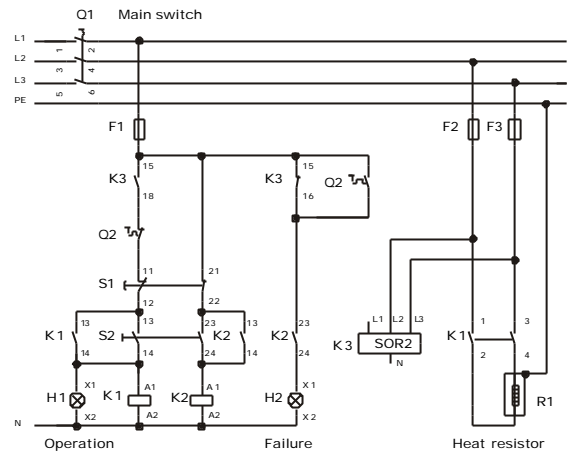 Q1 Main switch
L1
1 2
L2
3 4
L3
5 6
PE
F1 F2 F3
15 15
K3 K3 Q2
18 16
Q2
11 21
S1
12 22
L1 L2 L3
13 13 23 13 23 1 3
K1 S2 K2 K2 K3 SOR2 K1
14 14 24 14 24 N 2 4
X1 A1 A1 X1
H1 K1 K2 H2 R1
X2 A2 A2 X2
N
Operation Failure Heat resistor